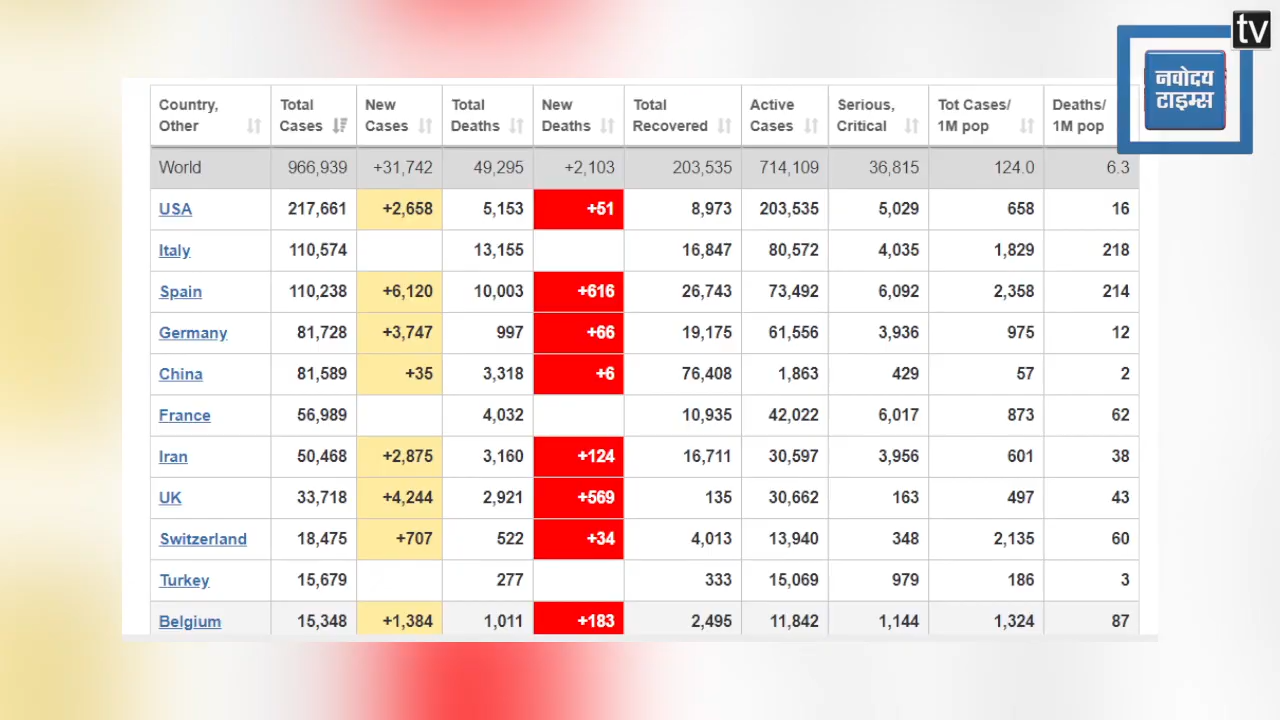 tv
नवोदय
टाइम्स
Country, Other Total Cases New Cases Total Deaths New Deaths Total Recovered Active Cases Serious, Critical Tot Cases/ 1M pop Deaths/ 1M pop
World 966,939 +31,742 49,295 +2,103 203,535 714,109 36,815 124.0 6.3
USA 217,661 +2,658 5,153 +51 8,973 203,535 5,029 658 16
Italy 110,574 13,155 16,847 80,572 4,035 1,829 218
Spain 110,238 +6,120 10,003 +616 26,743 73,492 6,092 2,358 214
Germany 81,728 +3,747 997 +66 19,175 61,556 3,936 975 12
China 81,589 +35 3,318 +6 76,408 1,863 429 57 2
France 56,989 4,032 10,935 42,022 6,017 873 62
Iran 50,468 +2,875 3,160 +124 16,711 30,597 3,956 601 38
UK 33,718 +4,244 2,921 +569 135 30,662 163 497 43
Switzerland 18,475 +707 522 +34 4,013 13,940 348 2,135 60
Turkey 15,679 277 333 15,069 979 186 3
Belgium 15,348 +1,384 1,011 +183 2,495 11,842 1,144 1,324 87